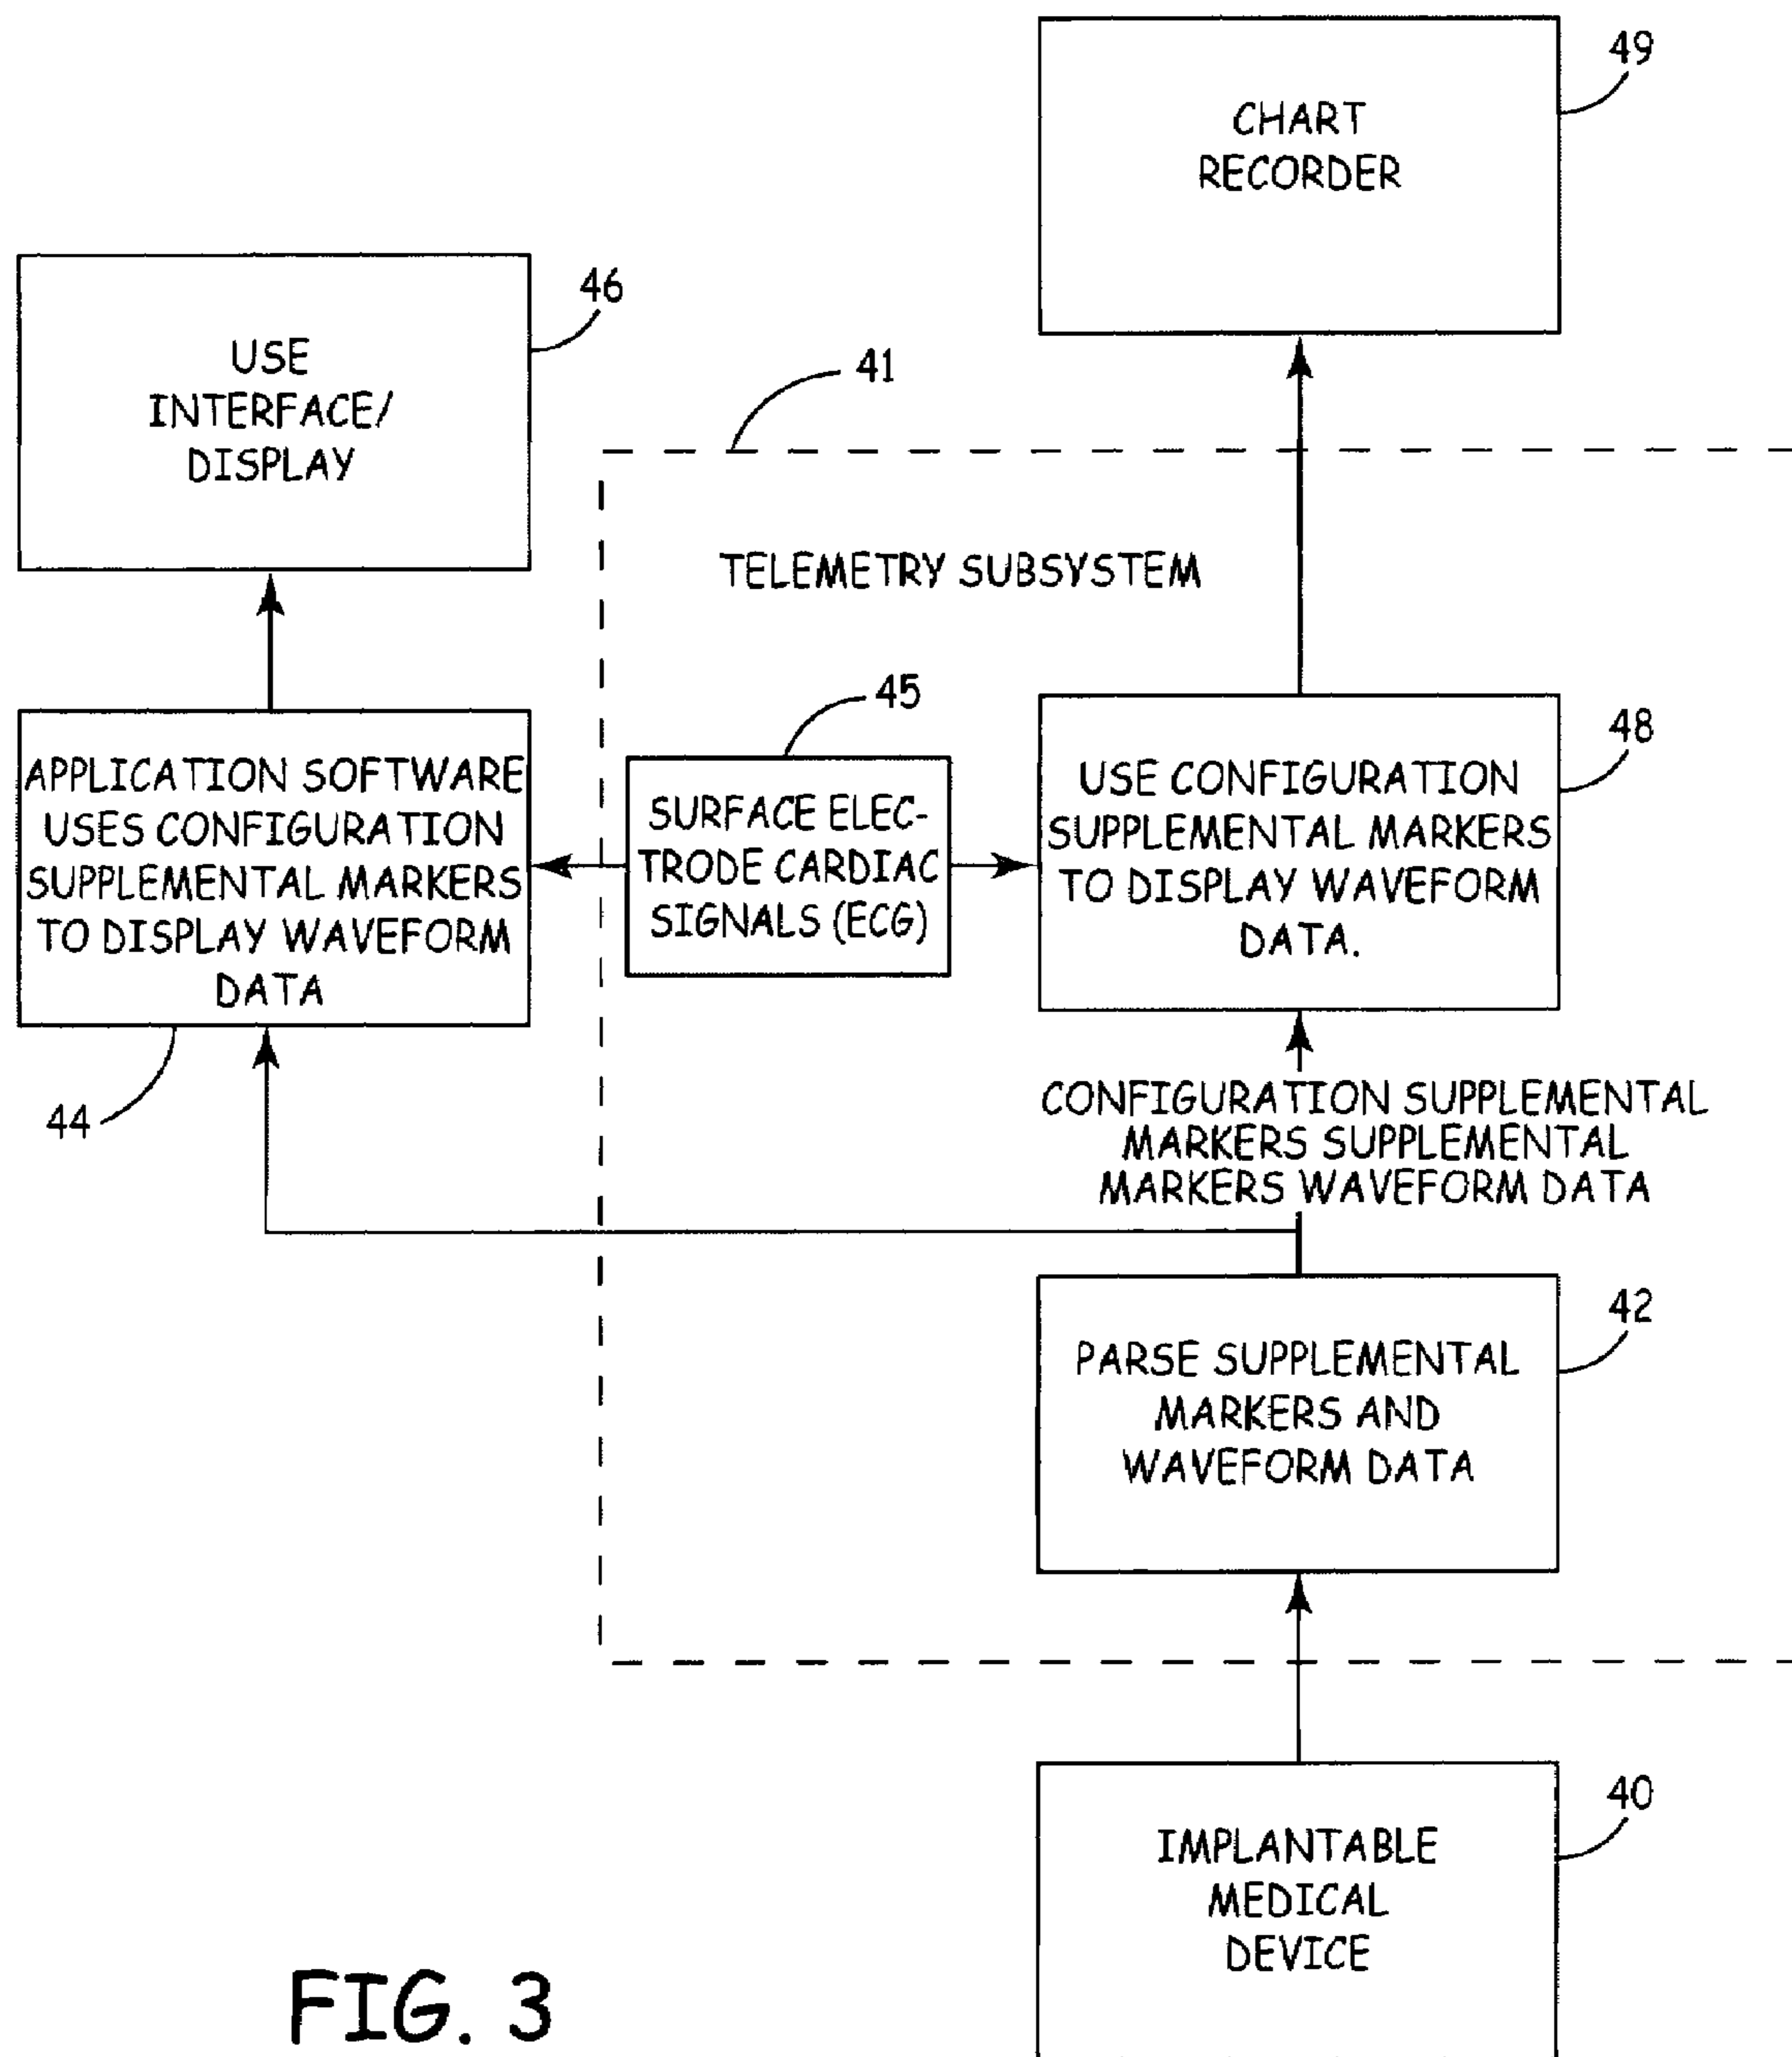 49
CHART
RECORDER
46
USE
INTERFACE/
DISPLAY
41
TELEMETRY SUBSYSTEM
45
48
APPLICATION SOFTWARE
USES CONFIGURATION
SUPPLEMENTAL MARKERS
TO DISPLAY WAVEFORM
DATA
SURFACE ELEC-
TRODE CARDIAC
SIGNALS (ECG)
USE CONFIGURATION
SUPPLEMENTAL MARKERS
TO DISPLAY WAVEFORM
DATA.
44
CONFIGURATION SUPPLEMENTAL
MARKERS SUPPLEMENTAL
MARKERS WAVEFORM DATA
42
PARSE SUPPLEMENTAL
MARKERS AND
WAVEFORM DATA
40
IMPLANTABLE
MEDICAL
DEVICE
FIG. 3